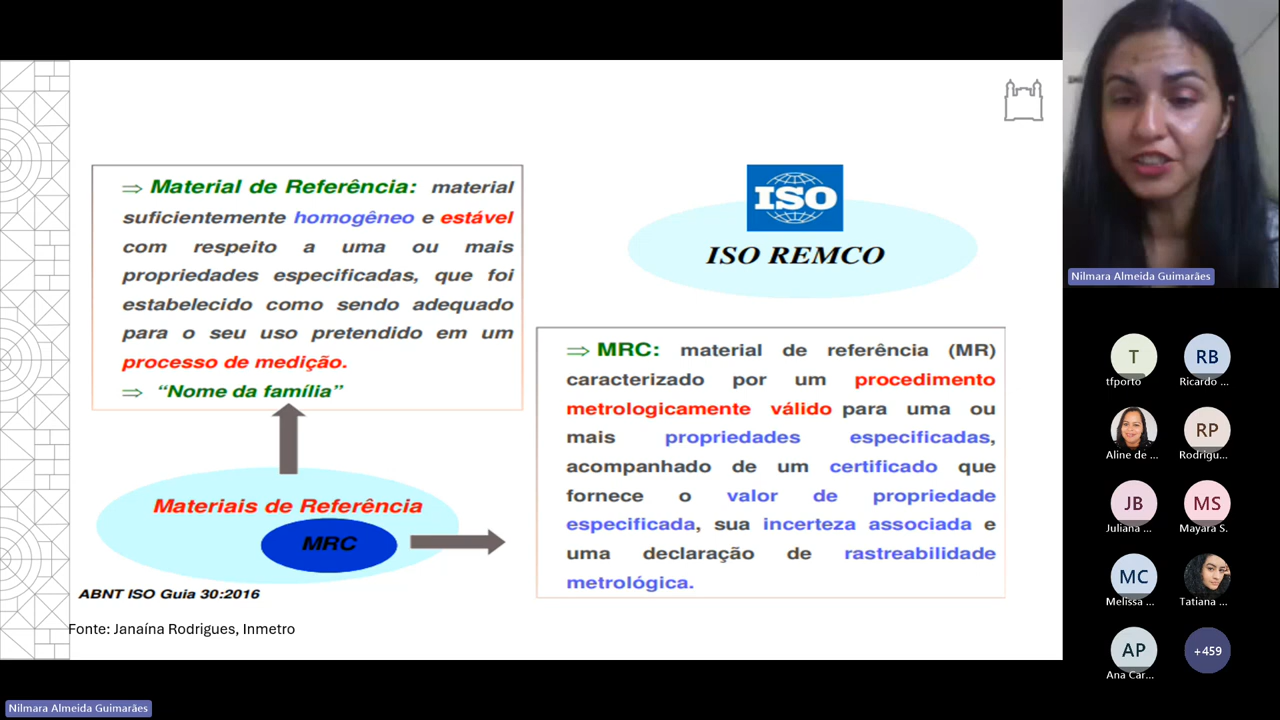 ⇒ Material de Referência: material
suficientemente homogêneo e estável
com respeito a uma ou mais
propriedades especificadas, que foi
estabelecido como sendo adequado
para o seu uso pretendido em um
processo de medição.
⇒ “Nome da família”
ISO
ISO REMCO
⇒ MRC: material de referência (MR)
caracterizado por um procedimento
metrologicamente válido para uma ou
mais propriedades especificadas,
acompanhado de um certificado que
fornece o valor de propriedade
especificada, sua incerteza associada e
uma declaração de rastreabilidade
metrológica.
Materiais de Referência
MRC
ABNT ISO Guia 30:2016
Fonte: Janaína Rodrigues, Inmetro
Nilmara Almeida Guimarães
T
tfporto
RB
Ricardo ...
Aline de ...
RP
Rodrigu...
JB
Juliana ...
MS
Mayara S.
MC
Melissa ...
Tatiana ...
AP
Ana Car...
+459
Nilmara Almeida Guimarães